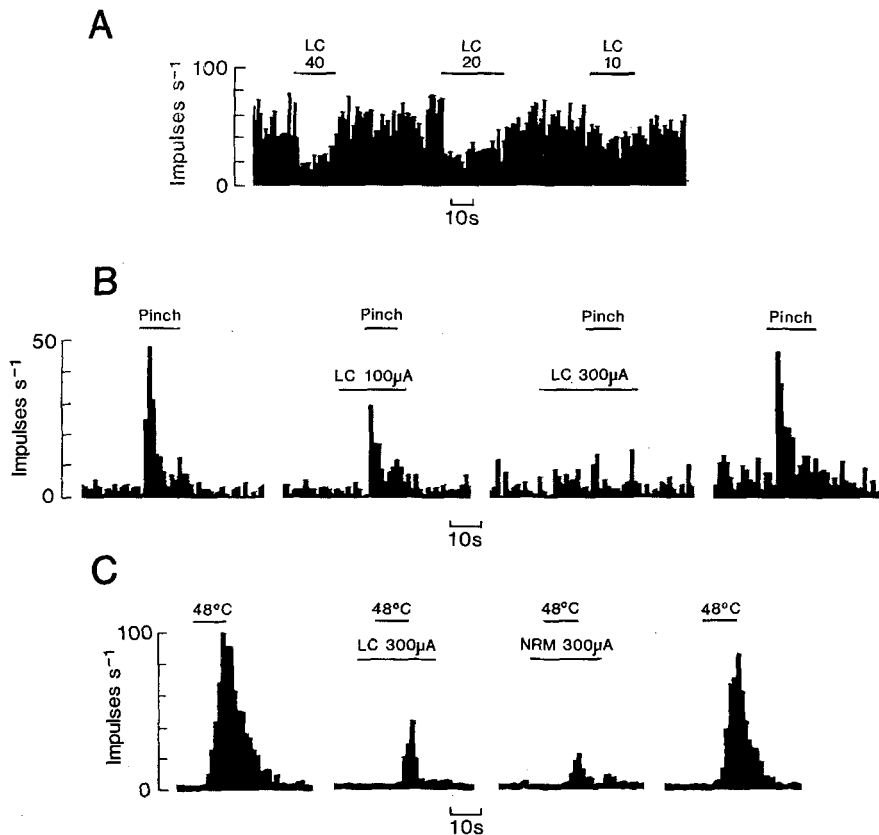 A
LC LC LC
40 20 10
100
Impulses s⁻¹
0
10s
B
Pinch Pinch Pinch Pinch
50
LC 100µA LC 300µA
Impulses s⁻¹
0
10s
C
48°C 48°C 48°C 48°C
100
LC 300µA NRM 300µA
Impulses s⁻¹
0
10s